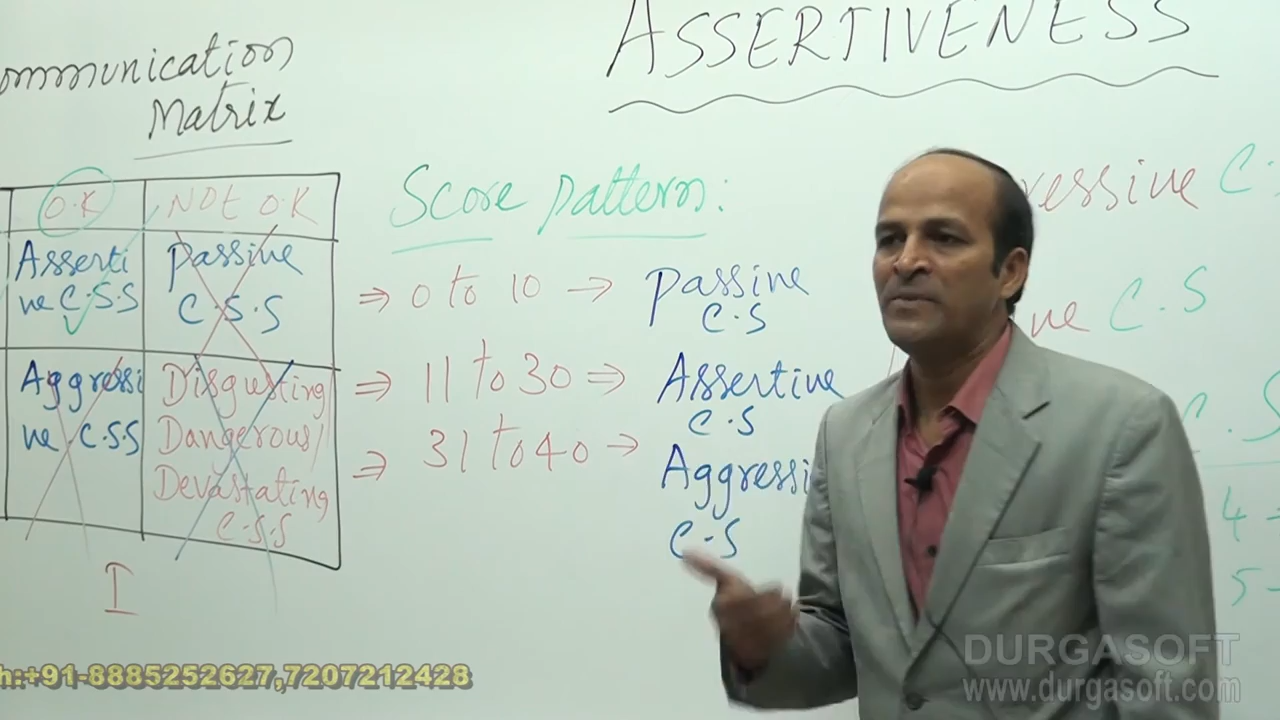 ASSERTIVENESS
ommunication
Matrix
O.K
NOT O.K
Asserti
ve C.S.S
Passive
C.S.S
Aggressi
ve C.S.S
Disgusting
Dangerous/
Devastating
C.S.S
I
Score Pattern:
⇒ 0 to 10 → Passive
C.S
⇒ 11 to 30 ⇒ Assertive
C.S
⇒ 31 to 40 → Aggressi
C.S
ressive C.
ve C.S
C.S
4 -
5 -
h:+91-8885252627,7207212428
DURGASOFT
www.durgasoft.com